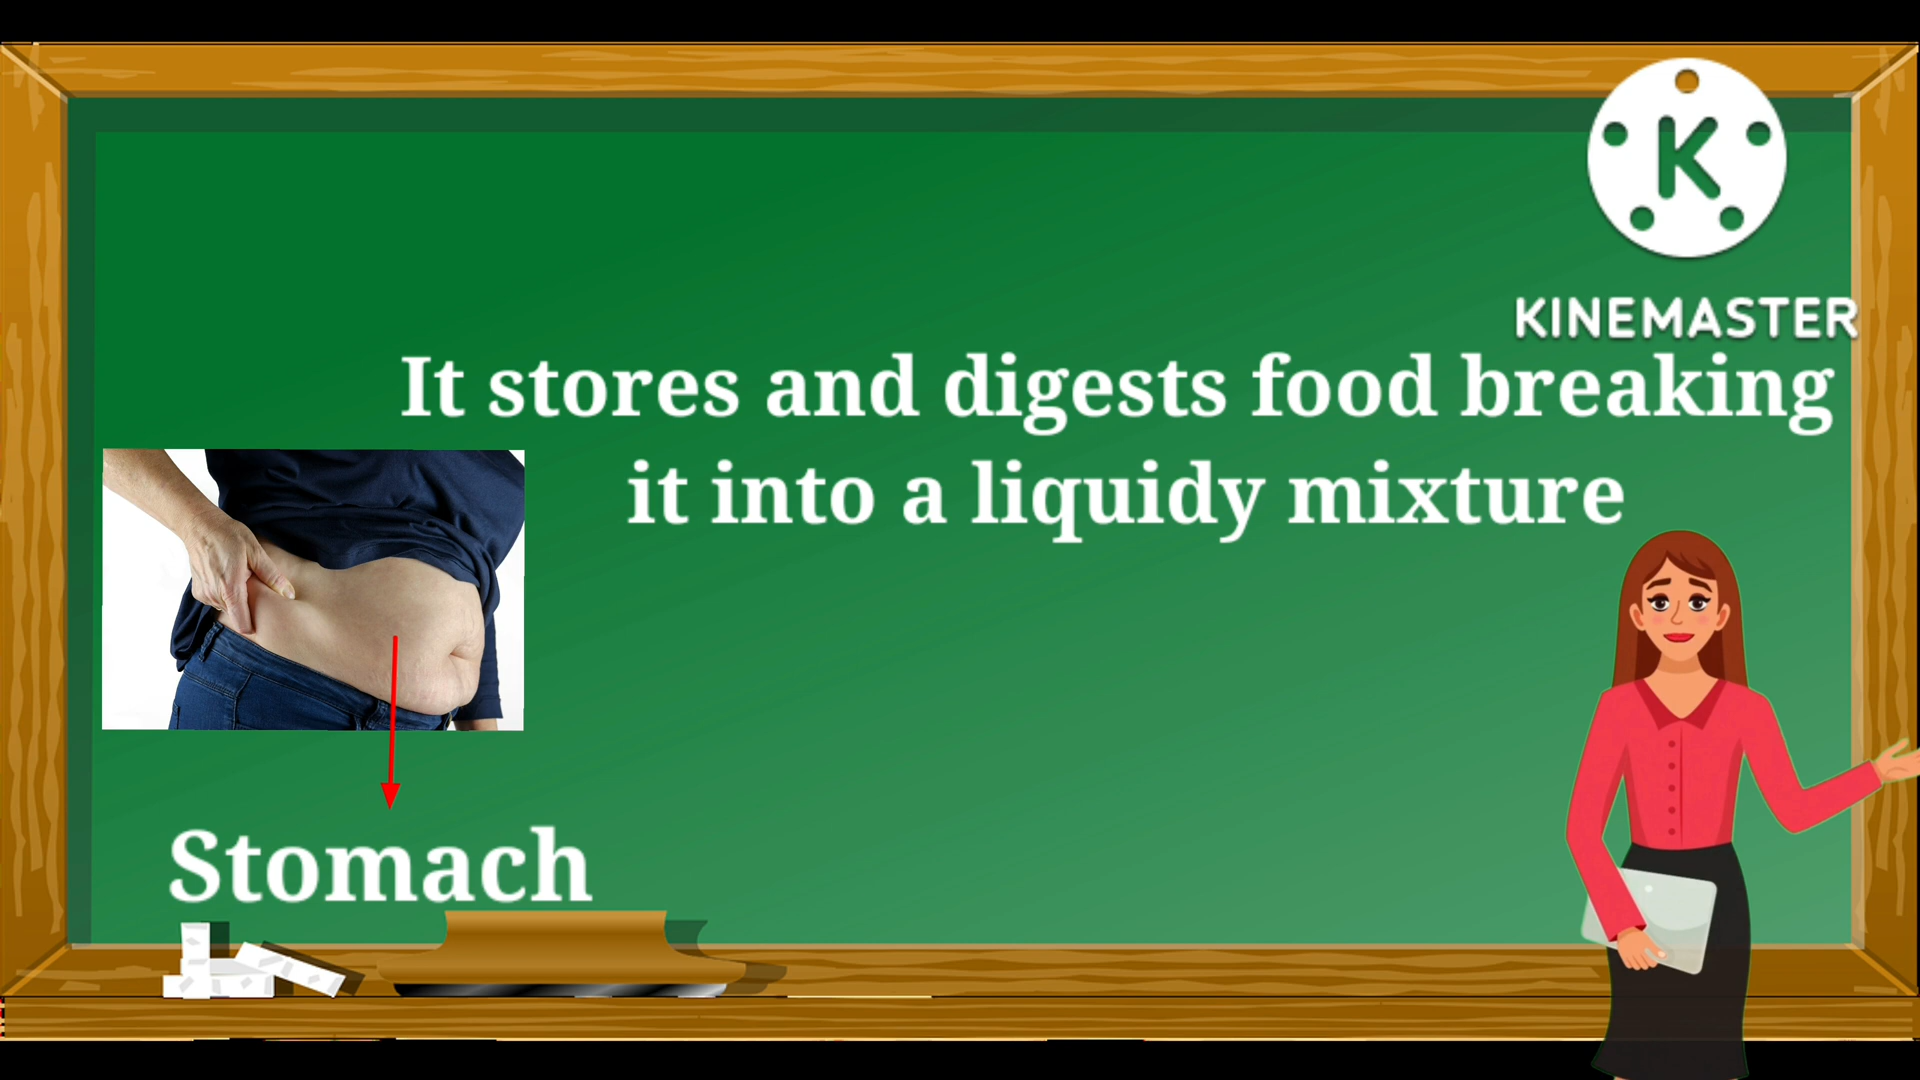 K
KINEMASTER
It stores and digests food breaking
it into a liquidy mixture
Stomach